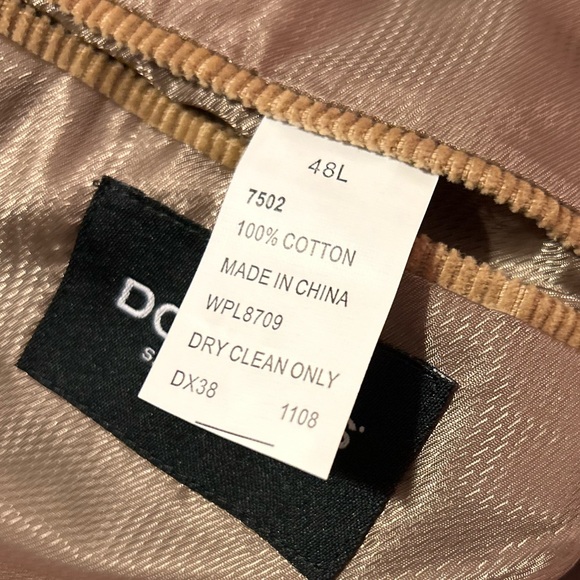 48L
7502
100% COTTON
MADE IN CHINA
WPL8709
DRY CLEAN ONLY
DX38 1108